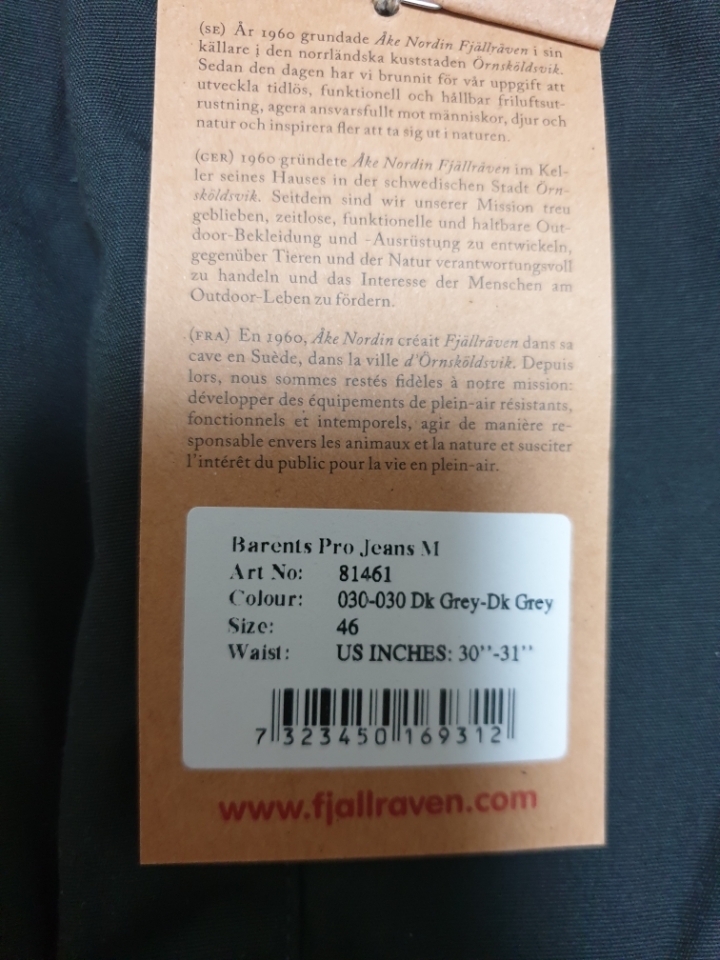 (SE) År 1960 grundade Åke Nordin Fjällräven i sin
källare i den norrländska kuststaden Örnsköldsvik.
Sedan den dagen har vi brunnit för vår uppgift att
utveckla tidlös, funktionell och hållbar friluftsut-
rustning, agera ansvarsfullt mot människor, djur och
natur och inspirera fler att ta sig ut i naturen.
(GER) 1960 gründete Åke Nordin Fjällräven im Kel-
ler seines Hauses in der schwedischen Stadt Örn-
sköldsvik. Seitdem sind wir unserer Mission treu
geblieben, zeitlose, funktionelle und haltbare Out-
door-Bekleidung und -Ausrüstung zu entwickeln,
gegenüber Tieren und der Natur verantwortungsvoll
zu handeln und das Interesse der Menschen am
Outdoor-Leben zu fördern.
(FRA) En 1960, Åke Nordin créait Fjällräven dans sa
cave en Suède, dans la ville d'Örnsköldsvik. Depuis
lors, nous sommes restés fidèles à notre mission:
développer des équipements de plein-air résistants,
fonctionnels et intemporels, agir de manière re-
sponsable envers les animaux et la nature et susciter
l'intérêt du public pour la vie en plein-air.
Barents Pro Jeans M
Art No: 81461
Colour: 030-030 Dk Grey-Dk Grey
Size: 46
Waist: US INCHES: 30''-31''
7 323450 169312
www.fjallraven.com